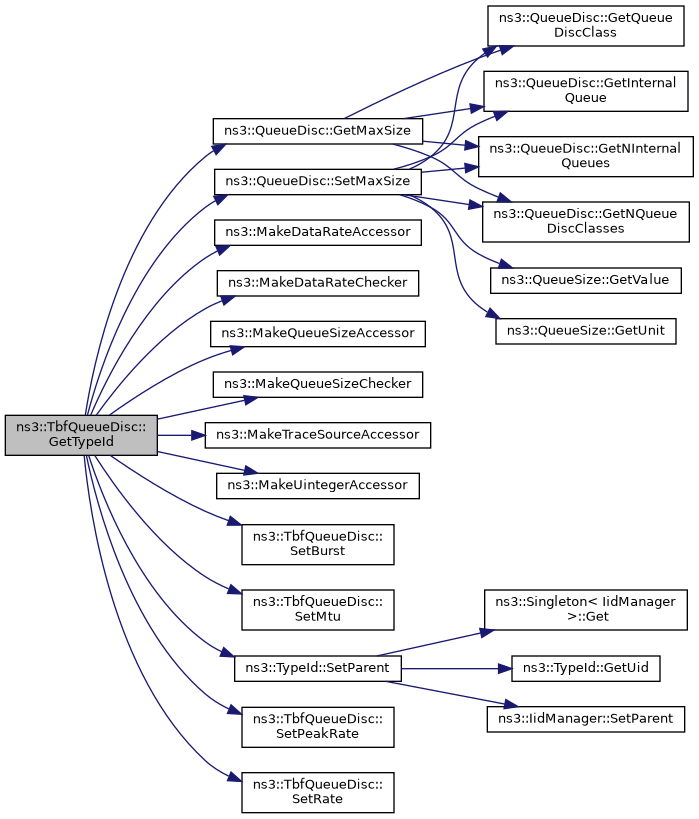 ns3::TbfQueueDisc::
GetTypeId
ns3::QueueDisc::GetMaxSize
ns3::QueueDisc::SetMaxSize
ns3::MakeDataRateAccessor
ns3::MakeDataRateChecker
ns3::MakeQueueSizeAccessor
ns3::MakeQueueSizeChecker
ns3::MakeTraceSourceAccessor
ns3::MakeUintegerAccessor
ns3::TbfQueueDisc::
SetBurst
ns3::TbfQueueDisc::
SetMtu
ns3::TypeId::SetParent
ns3::TbfQueueDisc::
SetPeakRate
ns3::TbfQueueDisc::
SetRate
ns3::QueueDisc::GetQueue
DiscClass
ns3::QueueDisc::GetInternal
Queue
ns3::QueueDisc::GetNInternal
Queues
ns3::QueueDisc::GetNQueue
DiscClasses
ns3::QueueSize::GetValue
ns3::QueueSize::GetUnit
ns3::Singleton< IidManager
>::Get
ns3::TypeId::GetUid
ns3::IidManager::SetParent